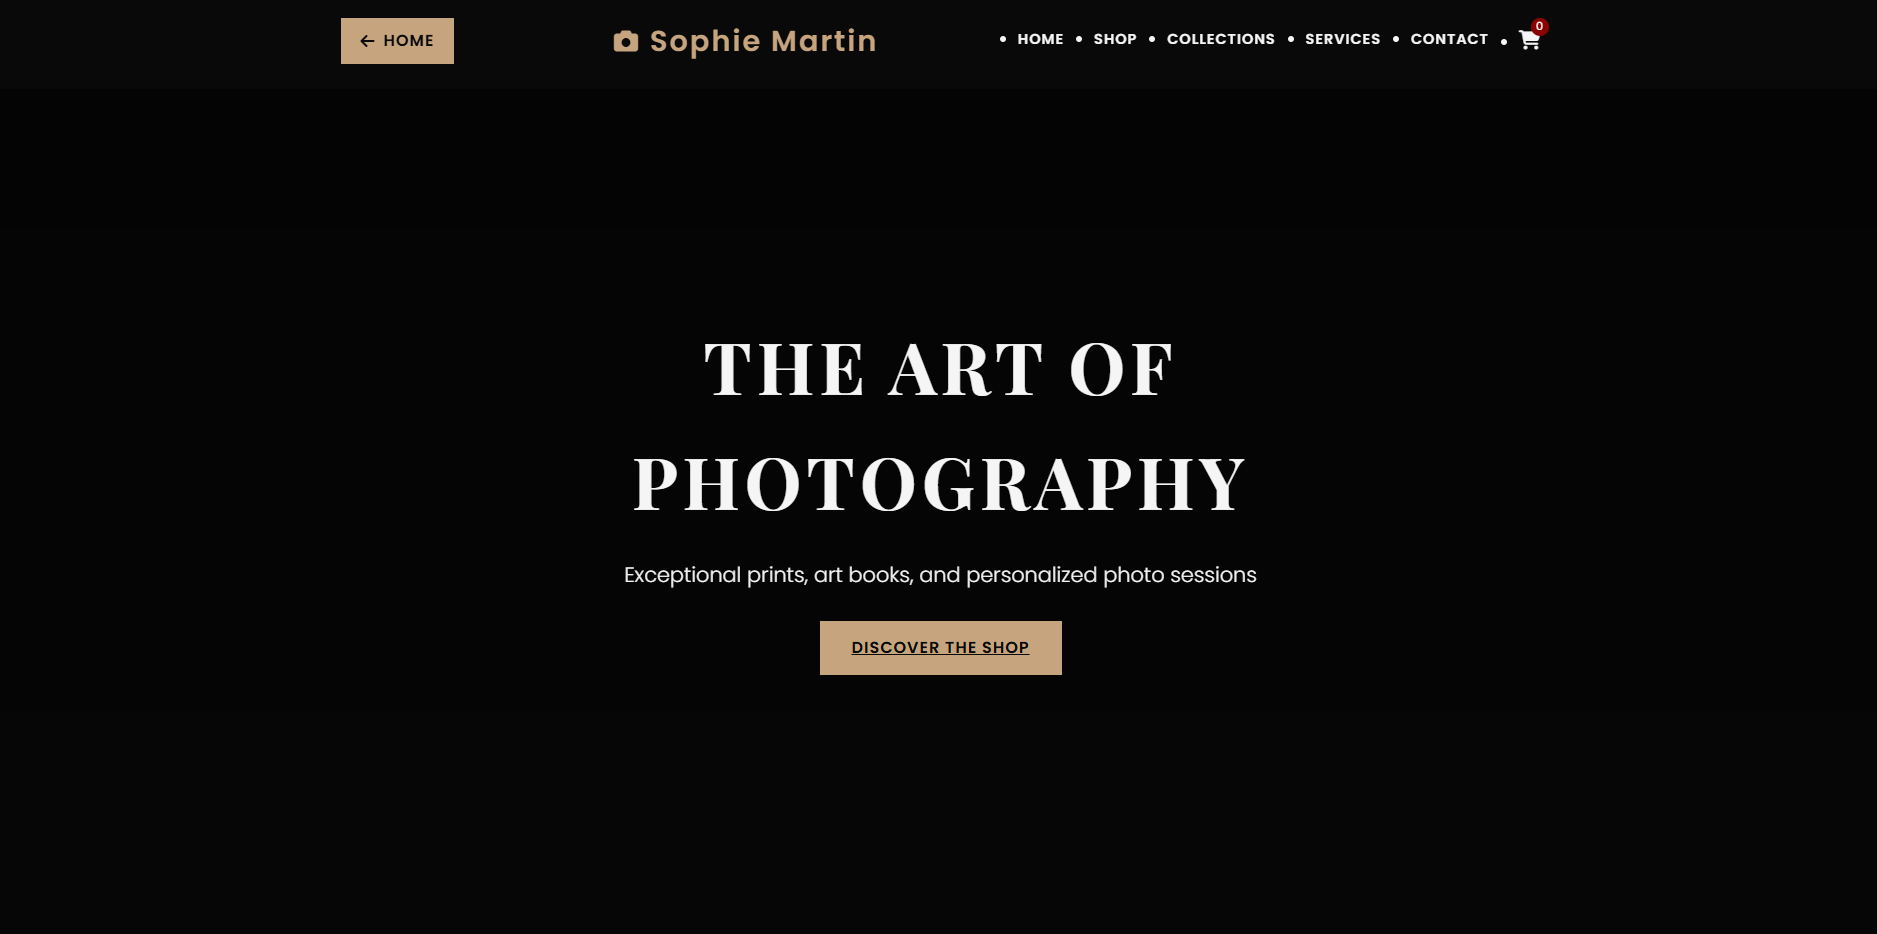 HOME
Sophie Martin
• HOME • SHOP • COLLECTIONS • SERVICES • CONTACT • 0
THE ART OF
PHOTOGRAPHY
Exceptional prints, art books, and personalized photo sessions
DISCOVER THE SHOP